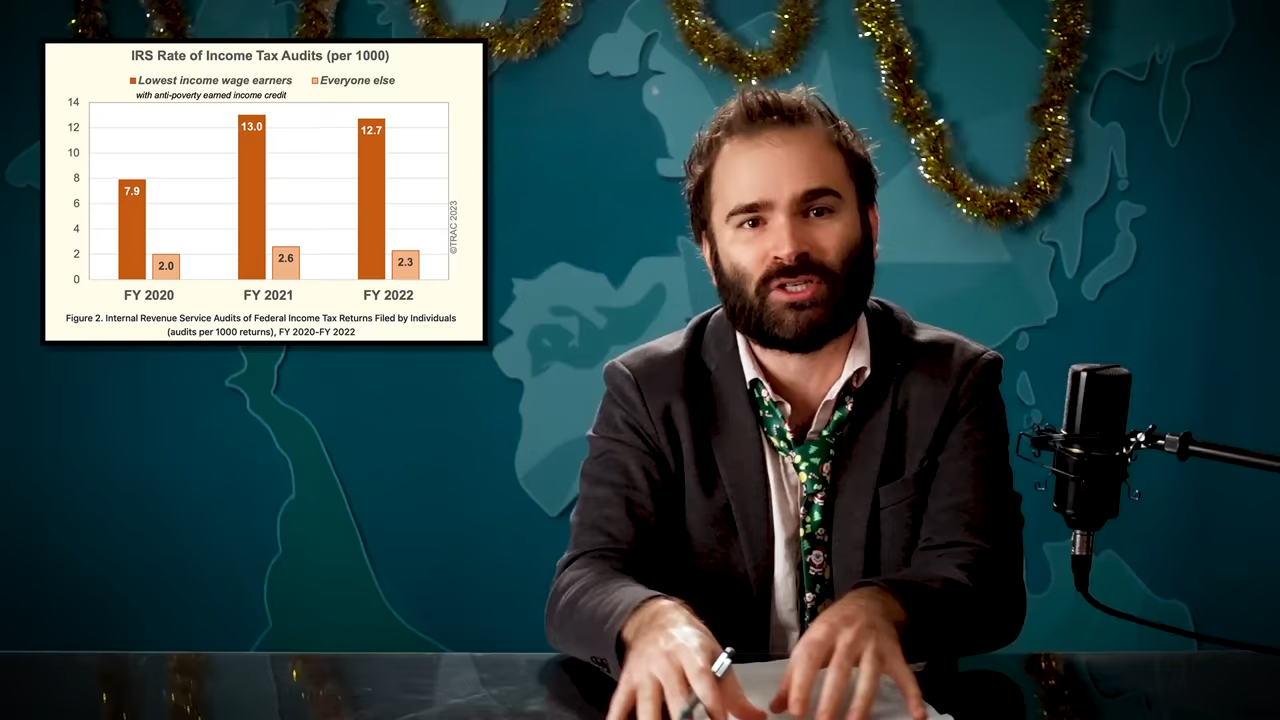 IRS Rate of Income Tax Audits (per 1000)
Lowest income wage earners Everyone else
with anti-poverty earned income credit
14
12
10
8
6
4
2
0
7.9
2.0
13.0
2.6
12.7
2.3
FY 2020 FY 2021 FY 2022
©TRAC 2023
Figure 2. Internal Revenue Service Audits of Federal Income Tax Returns Filed by Individuals
(audits per 1000 returns), FY 2020-FY 2022